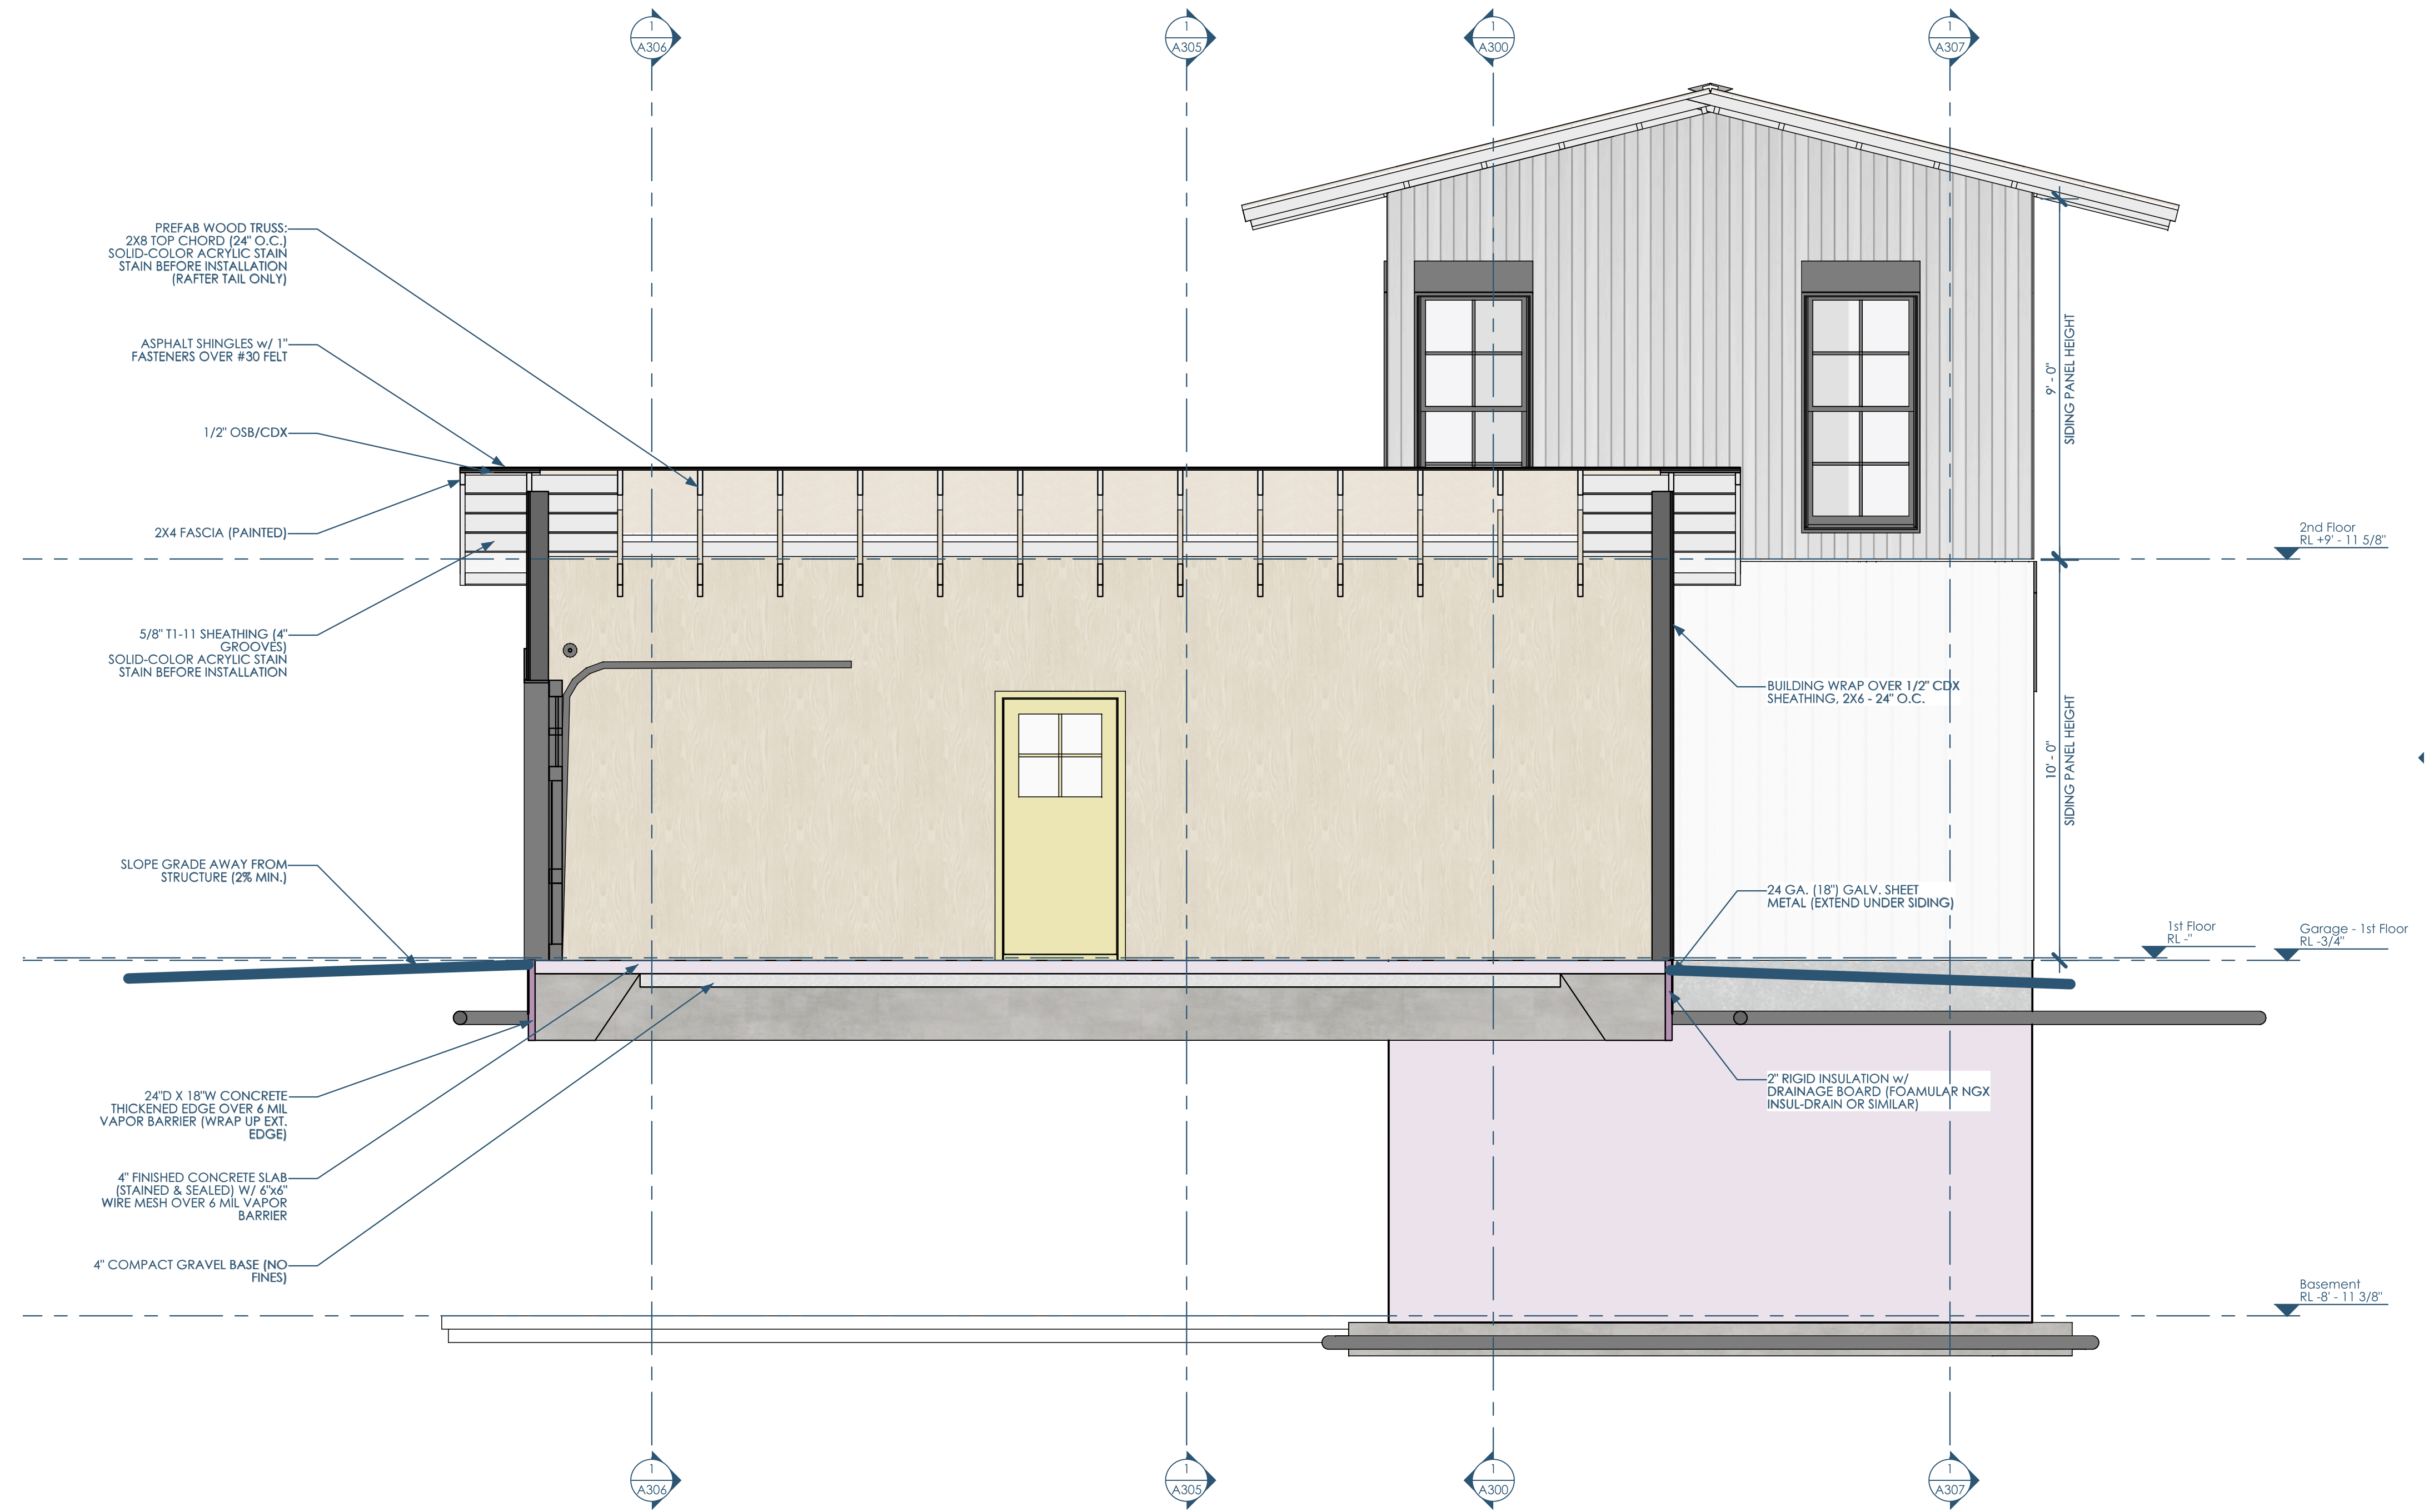 1
A306
1
A305
1
A300
1
A307
PREFAB WOOD TRUSS:
2X8 TOP CHORD (24" O.C.)
SOLID-COLOR ACRYLIC STAIN
STAIN BEFORE INSTALLATION
(RAFTER TAIL ONLY)
ASPHALT SHINGLES w/ 1"
FASTENERS OVER #30 FELT
1/2" OSB/CDX
2X4 FASCIA (PAINTED)
5/8" T1-11 SHEATHING (4"
GROOVES)
SOLID-COLOR ACRYLIC STAIN
STAIN BEFORE INSTALLATION
SLOPE GRADE AWAY FROM
STRUCTURE (2% MIN.)
24"D X 18"W CONCRETE
THICKENED EDGE OVER 6 MIL
VAPOR BARRIER (WRAP UP EXT.
EDGE)
4" FINISHED CONCRETE SLAB
(STAINED & SEALED) W/ 6"x6"
WIRE MESH OVER 6 MIL VAPOR
BARRIER
4" COMPACT GRAVEL BASE (NO
FINES)
9' - 0"
SIDING PANEL HEIGHT
2nd Floor
RL +9' - 11 5/8"
BUILDING WRAP OVER 1/2" CDX
SHEATHING, 2X6 - 24" O.C.
10' - 0"
SIDING PANEL HEIGHT
24 GA. (18") GALV. SHEET
METAL (EXTEND UNDER SIDING)
1st Floor
RL -"
Garage - 1st Floor
RL -3/4"
2" RIGID INSULATION w/
DRAINAGE BOARD (FOAMULAR NGX
INSUL-DRAIN OR SIMILAR)
Basement
RL -8' - 11 3/8"
1
A306
1
A305
1
A300
1
A307